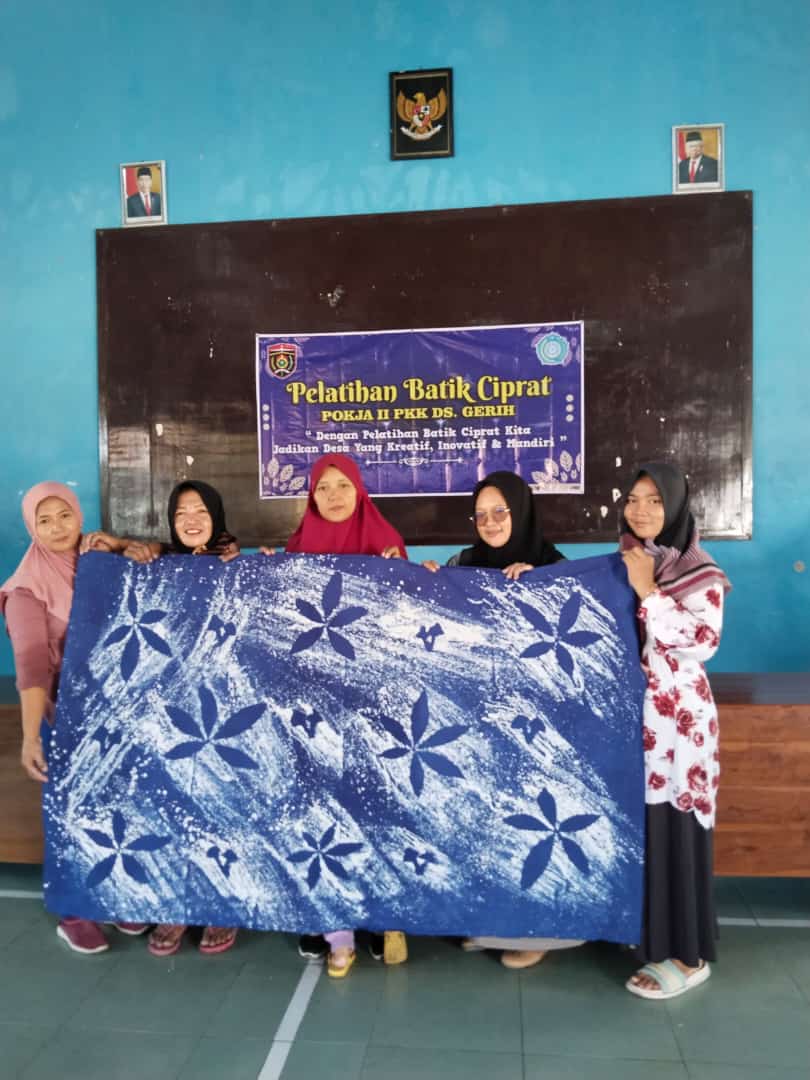 Pelatihan Batik Ciprat
POKJA II PKK DS. GERIH
“ Dengan Pelatihan Batik Ciprat Kita
Jadikan Desa Yang Kreatif, Inovatif & Mandiri ”